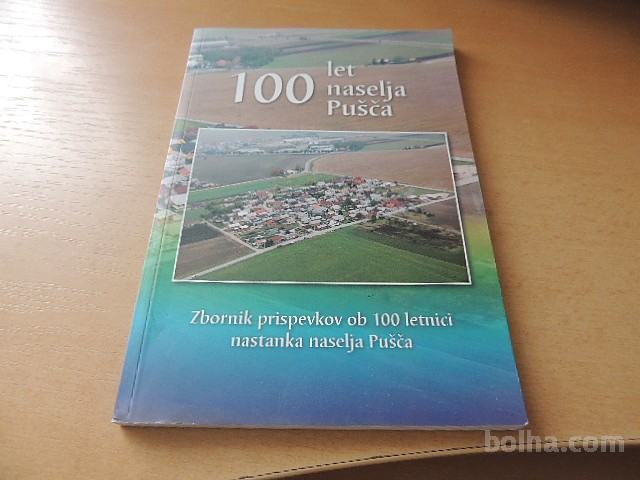 100 let
naselja
Pušča
Zbornik prispevkov ob 100 letnici
nastanka naselja Pušča
bolha.com